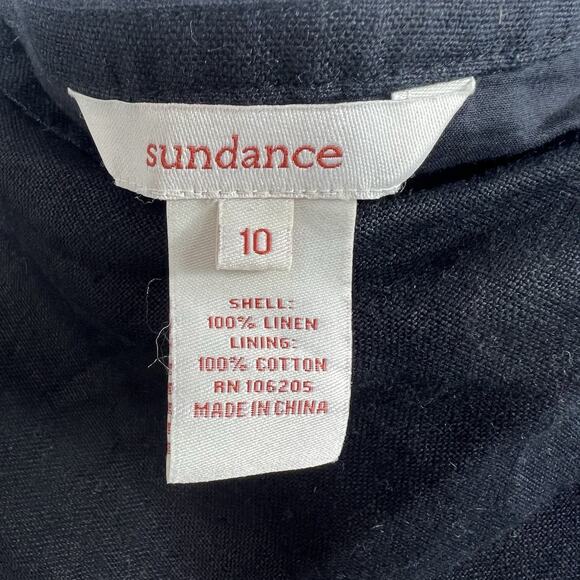 sundance
10
SHELL:
100% LINEN
LINING:
100% COTTON
RN 106205
MADE IN CHINA